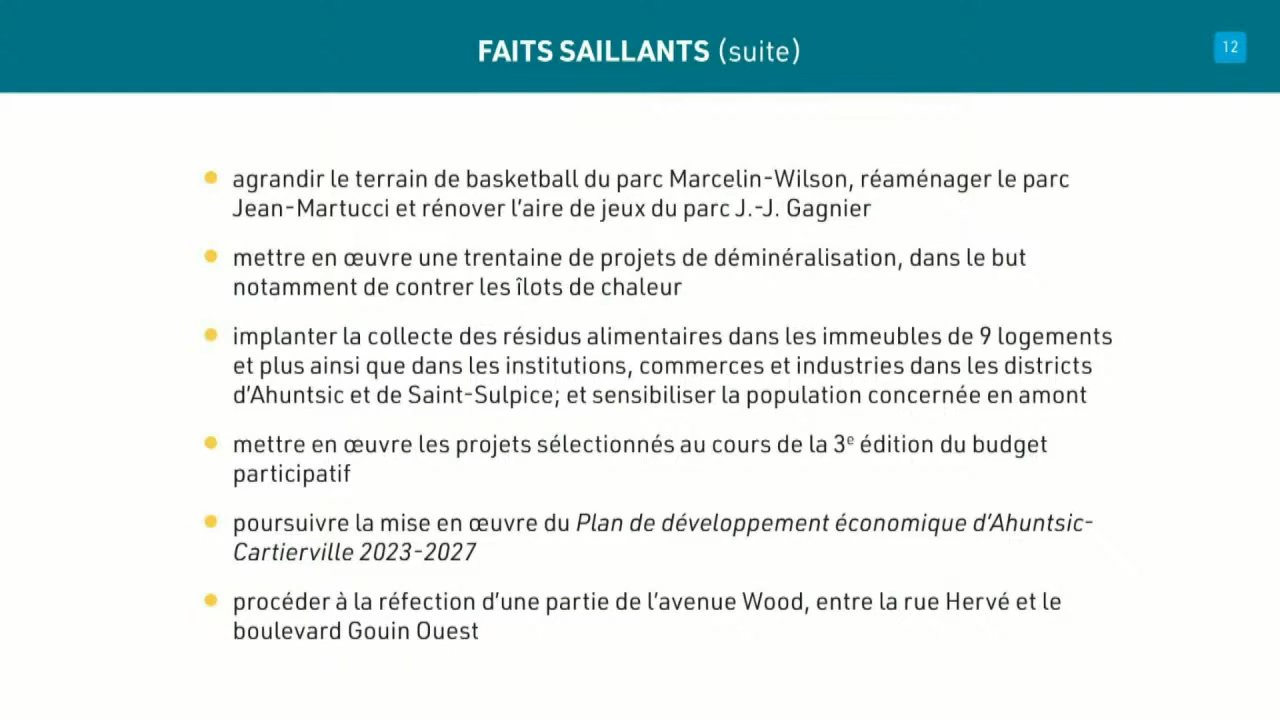 FAITS SAILLANTS (suite)
12
agrandir le terrain de basketball du parc Marcelin-Wilson, réaménager le parc
Jean-Martucci et rénover l'aire de jeux du parc J.-J. Gagnier
mettre en œuvre une trentaine de projets de déminéralisation, dans le but
notamment de contrer les îlots de chaleur
implanter la collecte des résidus alimentaires dans les immeubles de 9 logements
et plus ainsi que dans les institutions, commerces et industries dans les districts
d'Ahuntsic et de Saint-Sulpice; et sensibiliser la population concernée en amont
mettre en œuvre les projets sélectionnés au cours de la 3e édition du budget
participatif
poursuivre la mise en œuvre du Plan de développement économique d'Ahuntsic-
Cartierville 2023-2027
procéder à la réfection d'une partie de l'avenue Wood, entre la rue Hervé et le
boulevard Gouin Ouest